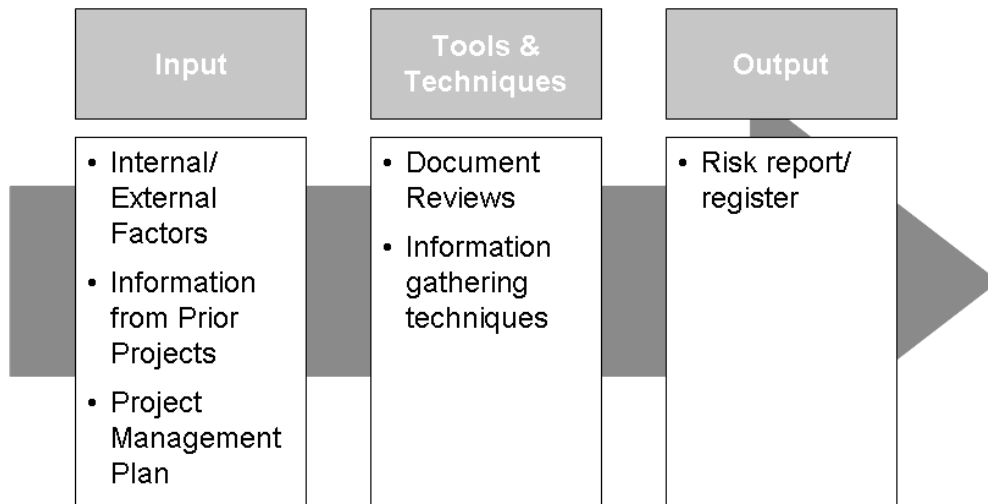 Input
Tools &
Techniques
Output
• Internal/
External
Factors
• Information
from Prior
Projects
• Project
Management
Plan
• Document
Reviews
• Information
gathering
techniques
• Risk report/
register